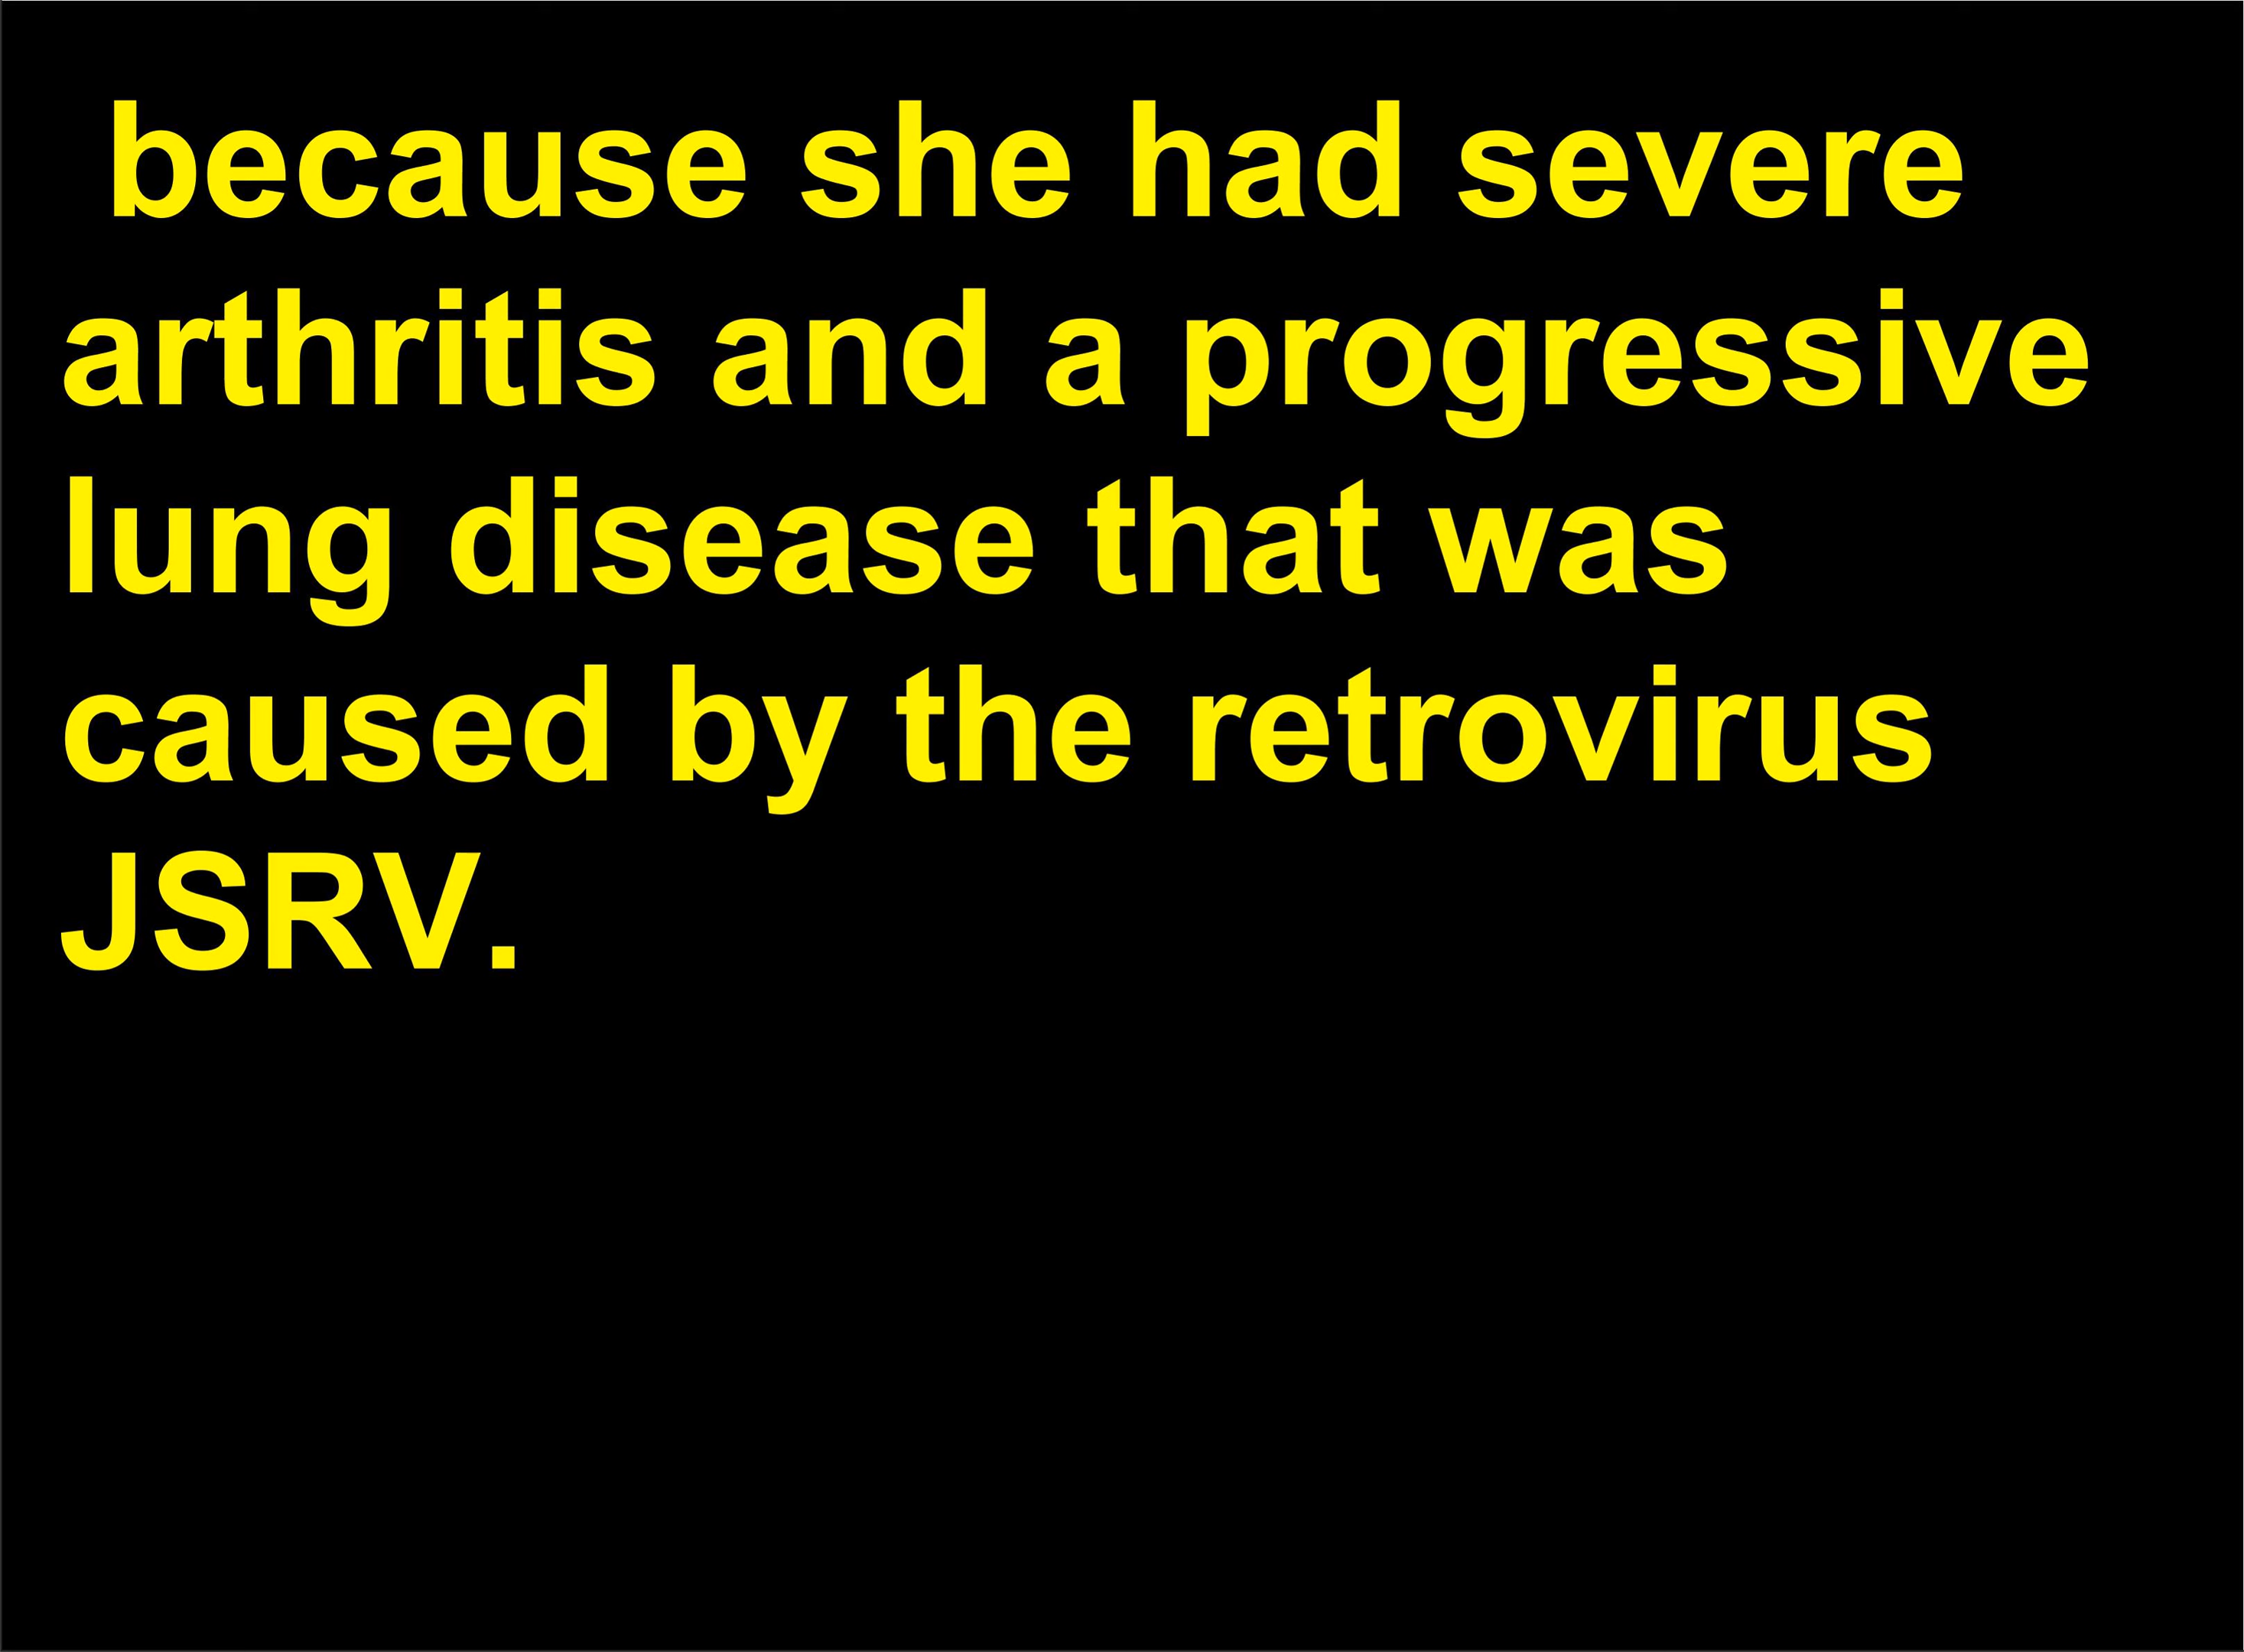 because she had severe
arthritis and a progressive
lung disease that was
caused by the retrovirus
JSRV.